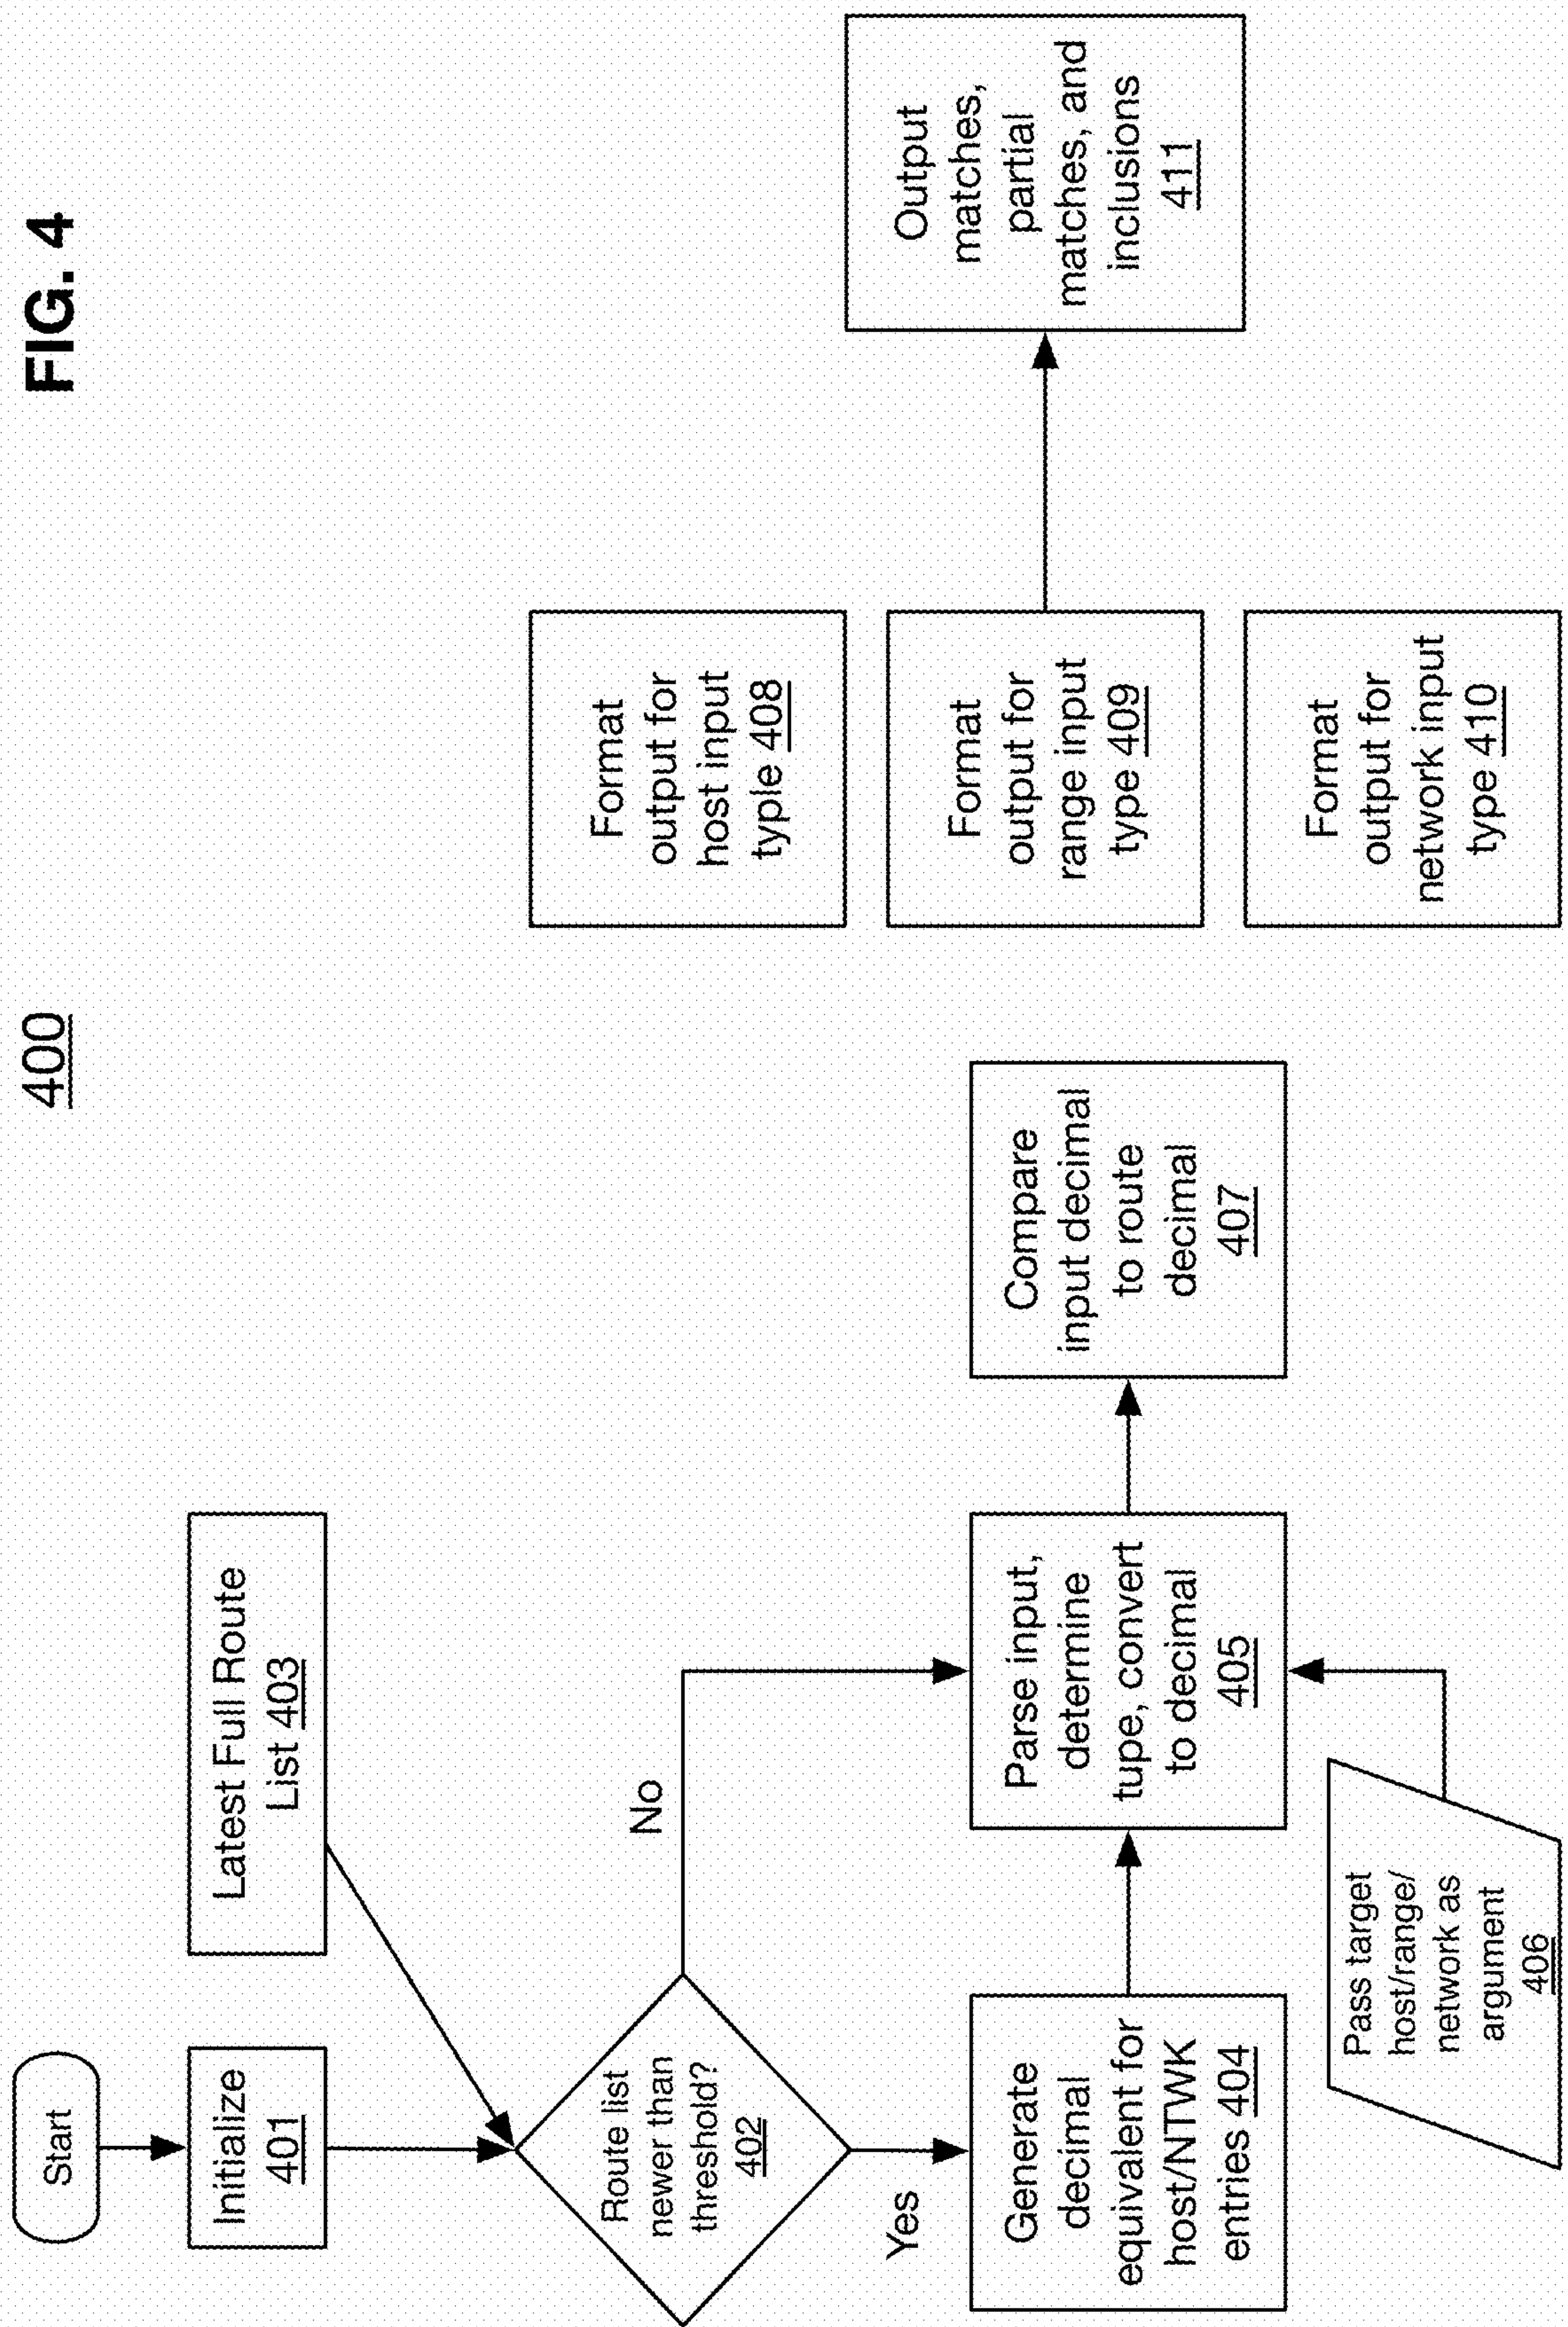 400
FIG. 4
Start
Initialize
401
Latest Full Route
List 403
Route list
newer than
threshold?
402
No
Yes
Generate
decimal
equivalent for
host/NTWK
entries 404
Parse input,
determine
tupe, convert
to decimal
405
Pass target
host/range/
network as
argument
406
Compare
input decimal
to route
decimal
407
Format
output for
host input
typle 408
Format
output for
range input
type 409
Format
output for
network input
type 410
Output
matches,
partial
matches, and
inclusions
411